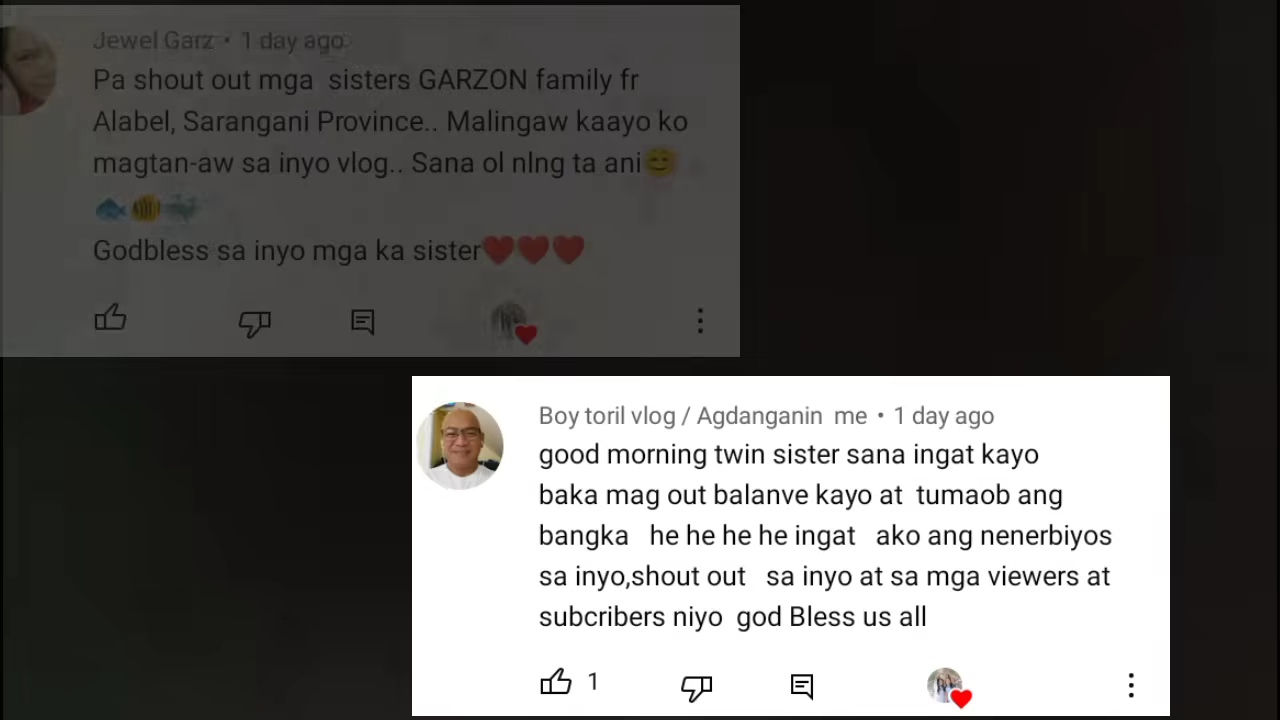 Jewel Garz • 1 day ago
Pa shout out mga sisters GARZON family fr
Alabel, Sarangani Province.. Malingaw kaayo ko
magtan-aw sa inyo vlog.. Sana ol nlng ta ani😊
🐟🐠🐋
Godbless sa inyo mga ka sister❤❤❤
Boy toril vlog / Agdanganin me • 1 day ago
good morning twin sister sana ingat kayo
baka mag out balanve kayo at tumaob ang
bangka he he he he ingat ako ang nenerbiyos
sa inyo,shout out sa inyo at sa mga viewers at
subcribers niyo god Bless us all
1